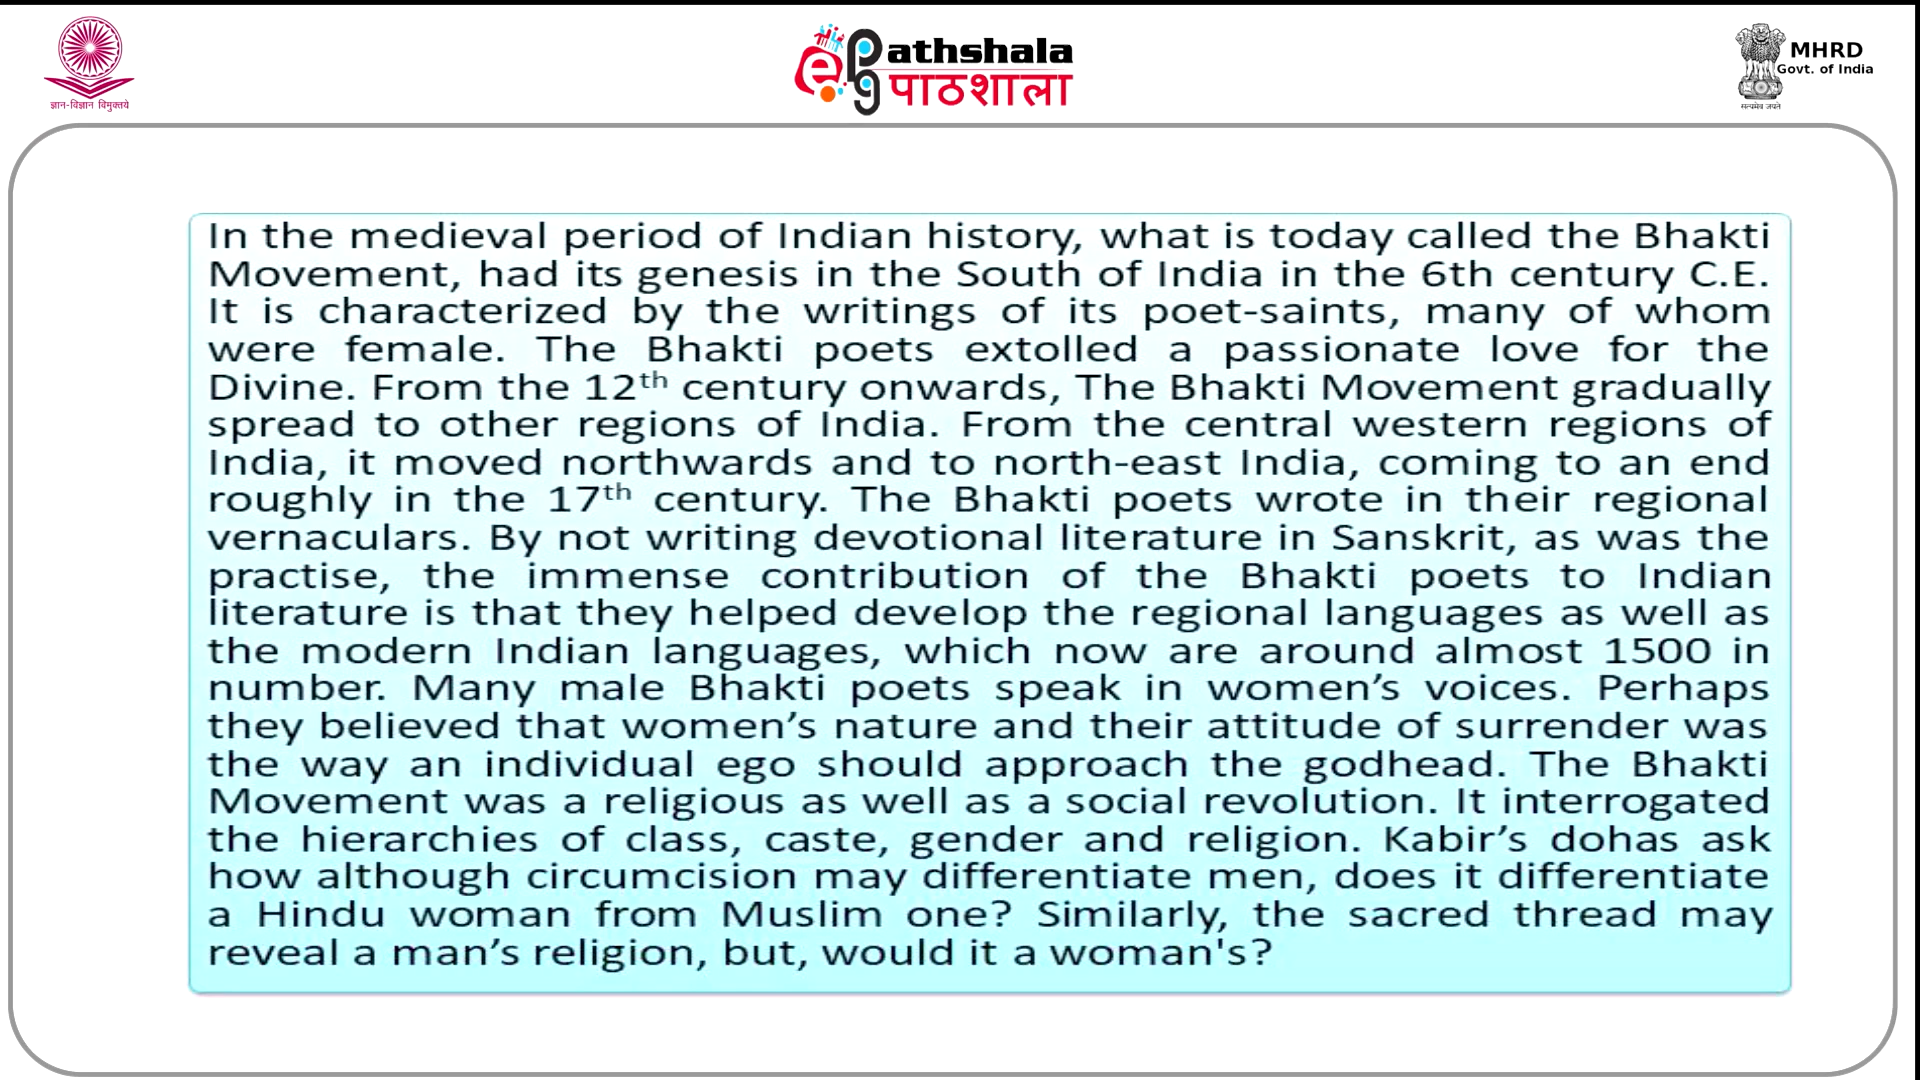 ज्ञान-विज्ञान विमुक्तये
e pg athshala
पाठशाला
MHRD
Govt. of India
सत्यमेव जयते
In the medieval period of Indian history, what is today called the Bhakti
Movement, had its genesis in the South of India in the 6th century C.E.
It is characterized by the writings of its poet-saints, many of whom
were female. The Bhakti poets extolled a passionate love for the
Divine. From the 12th century onwards, The Bhakti Movement gradually
spread to other regions of India. From the central western regions of
India, it moved northwards and to north-east India, coming to an end
roughly in the 17th century. The Bhakti poets wrote in their regional
vernaculars. By not writing devotional literature in Sanskrit, as was the
practise, the immense contribution of the Bhakti poets to Indian
literature is that they helped develop the regional languages as well as
the modern Indian languages, which now are around almost 1500 in
number. Many male Bhakti poets speak in women’s voices. Perhaps
they believed that women’s nature and their attitude of surrender was
the way an individual ego should approach the godhead. The Bhakti
Movement was a religious as well as a social revolution. It interrogated
the hierarchies of class, caste, gender and religion. Kabir’s dohas ask
how although circumcision may differentiate men, does it differentiate
a Hindu woman from Muslim one? Similarly, the sacred thread may
reveal a man’s religion, but, would it a woman's?